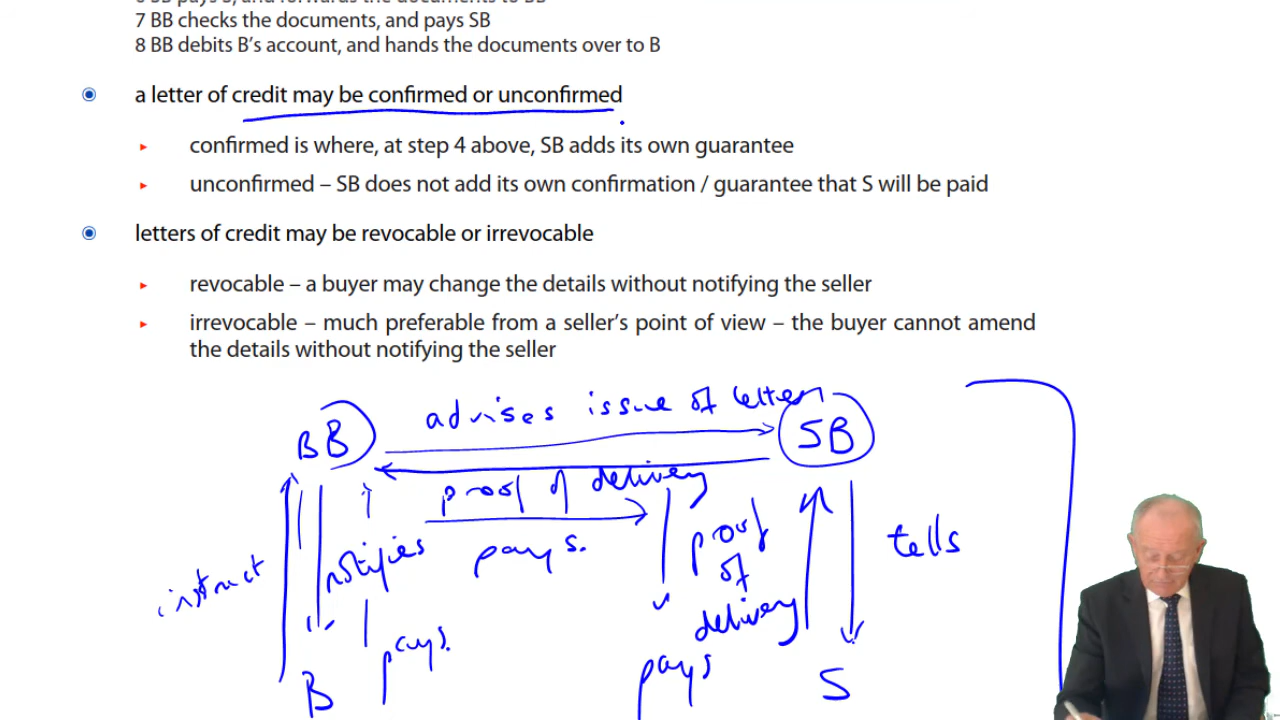 7 BB checks the documents, and pays SB
8 BB debits B's account, and hands the documents over to B
a letter of credit may be confirmed or unconfirmed
confirmed is where, at step 4 above, SB adds its own guarantee
unconfirmed – SB does not add its own confirmation / guarantee that S will be paid
letters of credit may be revocable or irrevocable
revocable – a buyer may change the details without notifying the seller
irrevocable – much preferable from a seller's point of view – the buyer cannot amend
the details without notifying the seller
advises issue of letter
BB
SB
proof of delivery
pays
instruct
notifies
proof
of
delivery
tells
pays
pays
B
S